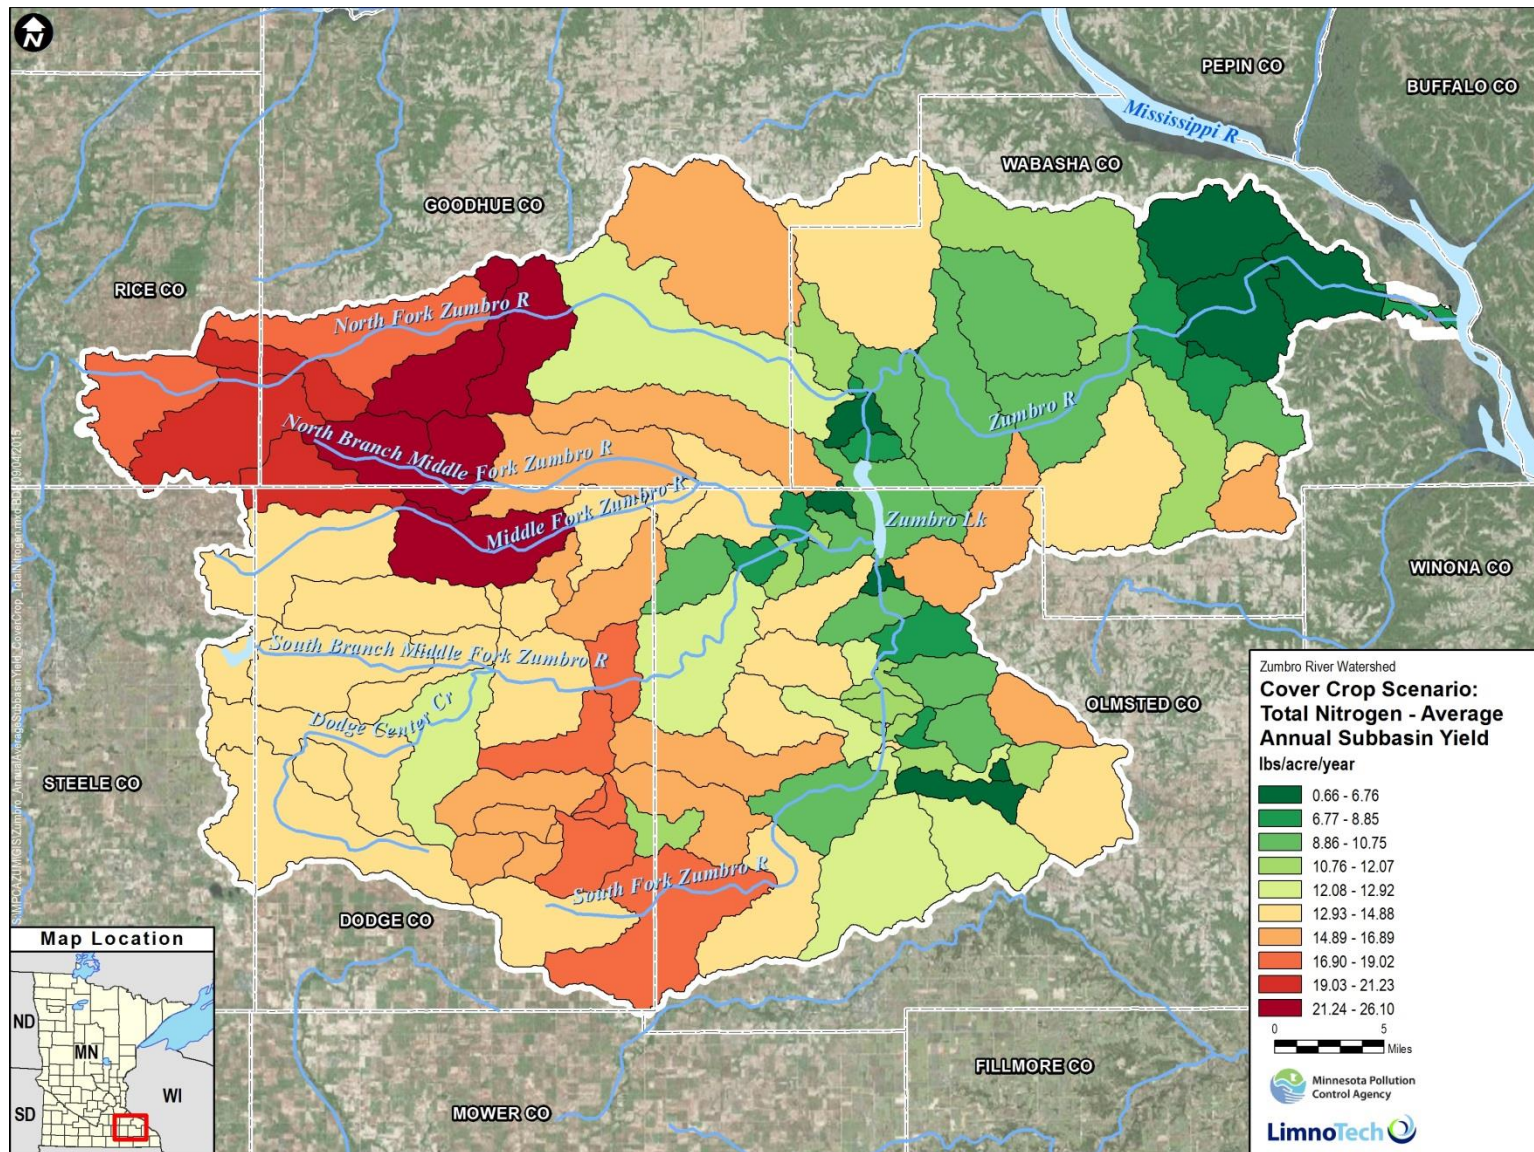 N
PEPIN CO
BUFFALO CO
Mississippi R
WABASHA CO
GOODHUE CO
RICE CO
North Fork Zumbro R
Zumbro R
North Branch Middle Fork Zumbro R
Middle Fork Zumbro R
Zumbro Lk
WINONA CO
South Branch Middle Fork Zumbro R
Dodge Center Cr
OLMSTED CO
STEELE CO
South Fork Zumbro R
DODGE CO
FILLMORE CO
MOWER CO
Zumbro River Watershed
Cover Crop Scenario:
Total Nitrogen - Average
Annual Subbasin Yield
lbs/acre/year
0.66 - 6.76
6.77 - 8.85
8.86 - 10.75
10.76 - 12.07
12.08 - 12.92
12.93 - 14.88
14.89 - 16.89
16.90 - 19.02
19.03 - 21.23
21.24 - 26.10
0 5
Miles
Minnesota Pollution
Control Agency
LimnoTech
Map Location
ND
MN
SD
WI